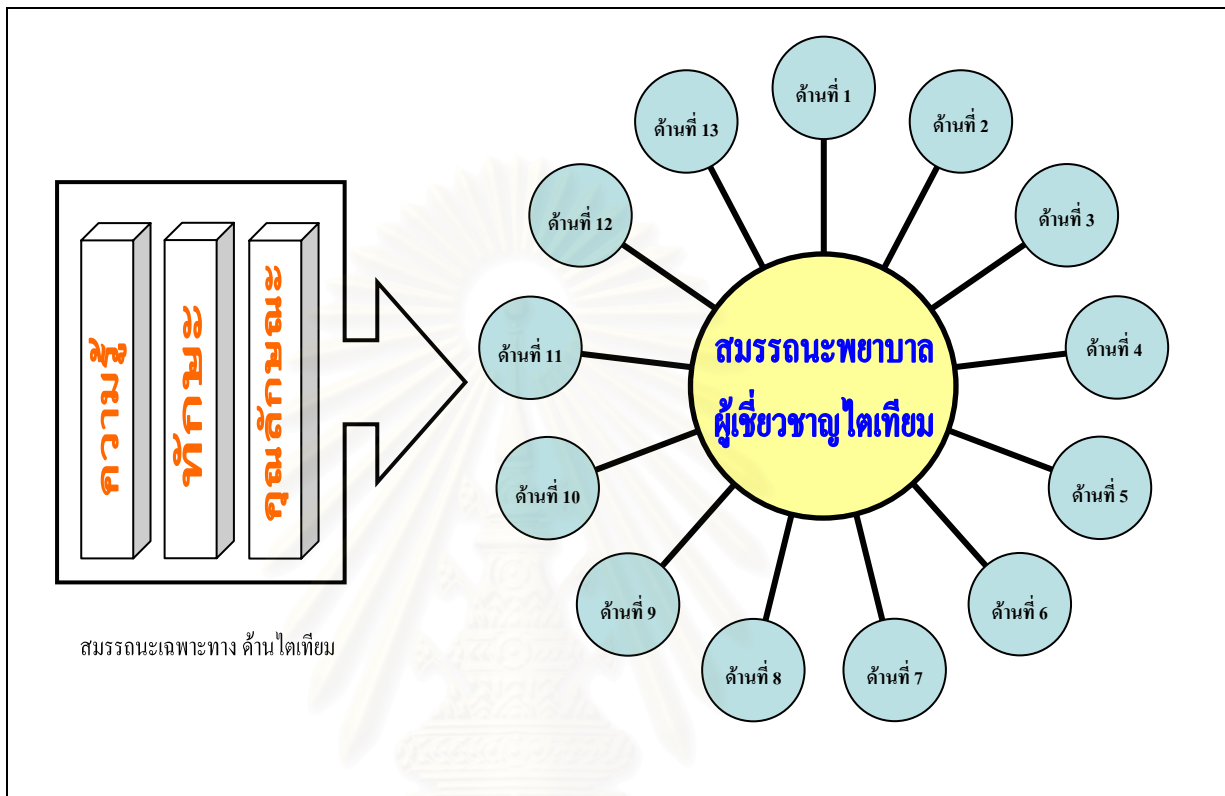 ความรู้
ทักษะ
คุณลักษณะ
สมรรถนะเฉพาะทาง ด้านไตเทียม
สมรรถนะพยาบาล
ผู้เชี่ยวชาญไตเทียม
ด้านที่ 1
ด้านที่ 2
ด้านที่ 3
ด้านที่ 4
ด้านที่ 5
ด้านที่ 6
ด้านที่ 7
ด้านที่ 8
ด้านที่ 9
ด้านที่ 10
ด้านที่ 11
ด้านที่ 12
ด้านที่ 13